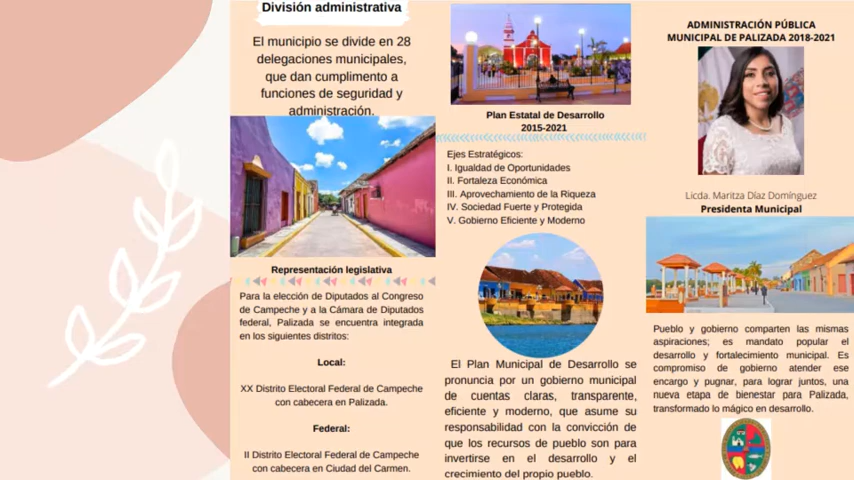 División administrativa
El municipio se divide en 28
delegaciones municipales,
que dan cumplimento a
funciones de seguridad y
administración.
Representación legislativa
Para la elección de Diputados al Congreso
de Campeche y a la Cámara de Diputados
federal, Palizada se encuentra integrada
en los siguientes distritos:
Local:
XX Distrito Electoral Federal de Campeche
con cabecera en Palizada.
Federal:
II Distrito Electoral Federal de Campeche
con cabecera en Ciudad del Carmen.
Plan Estatal de Desarrollo
2015-2021
Ejes Estratégicos:
I. Igualdad de Oportunidades
II. Fortaleza Económica
III. Aprovechamiento de la Riqueza
IV. Sociedad Fuerte y Protegida
V. Gobierno Eficiente y Moderno
El Plan Municipal de Desarrollo se
pronuncia por un gobierno municipal
de cuentas claras, transparente,
eficiente y moderno, que asume su
responsabilidad con la convicción de
que los recursos de pueblo son para
invertirse en el desarrollo y el
crecimiento del propio pueblo.
ADMINISTRACIÓN PÚBLICA
MUNICIPAL DE PALIZADA 2018-2021
Licda. Maritza Díaz Domínguez
Presidenta Municipal
Pueblo y gobierno comparten las mismas
aspiraciones; es mandato popular el
desarrollo y fortalecimiento municipal. Es
compromiso de gobierno atender ese
encargo y pugnar, para lograr juntos, una
nueva etapa de bienestar para Palizada,
transformado lo mágico en desarrollo.